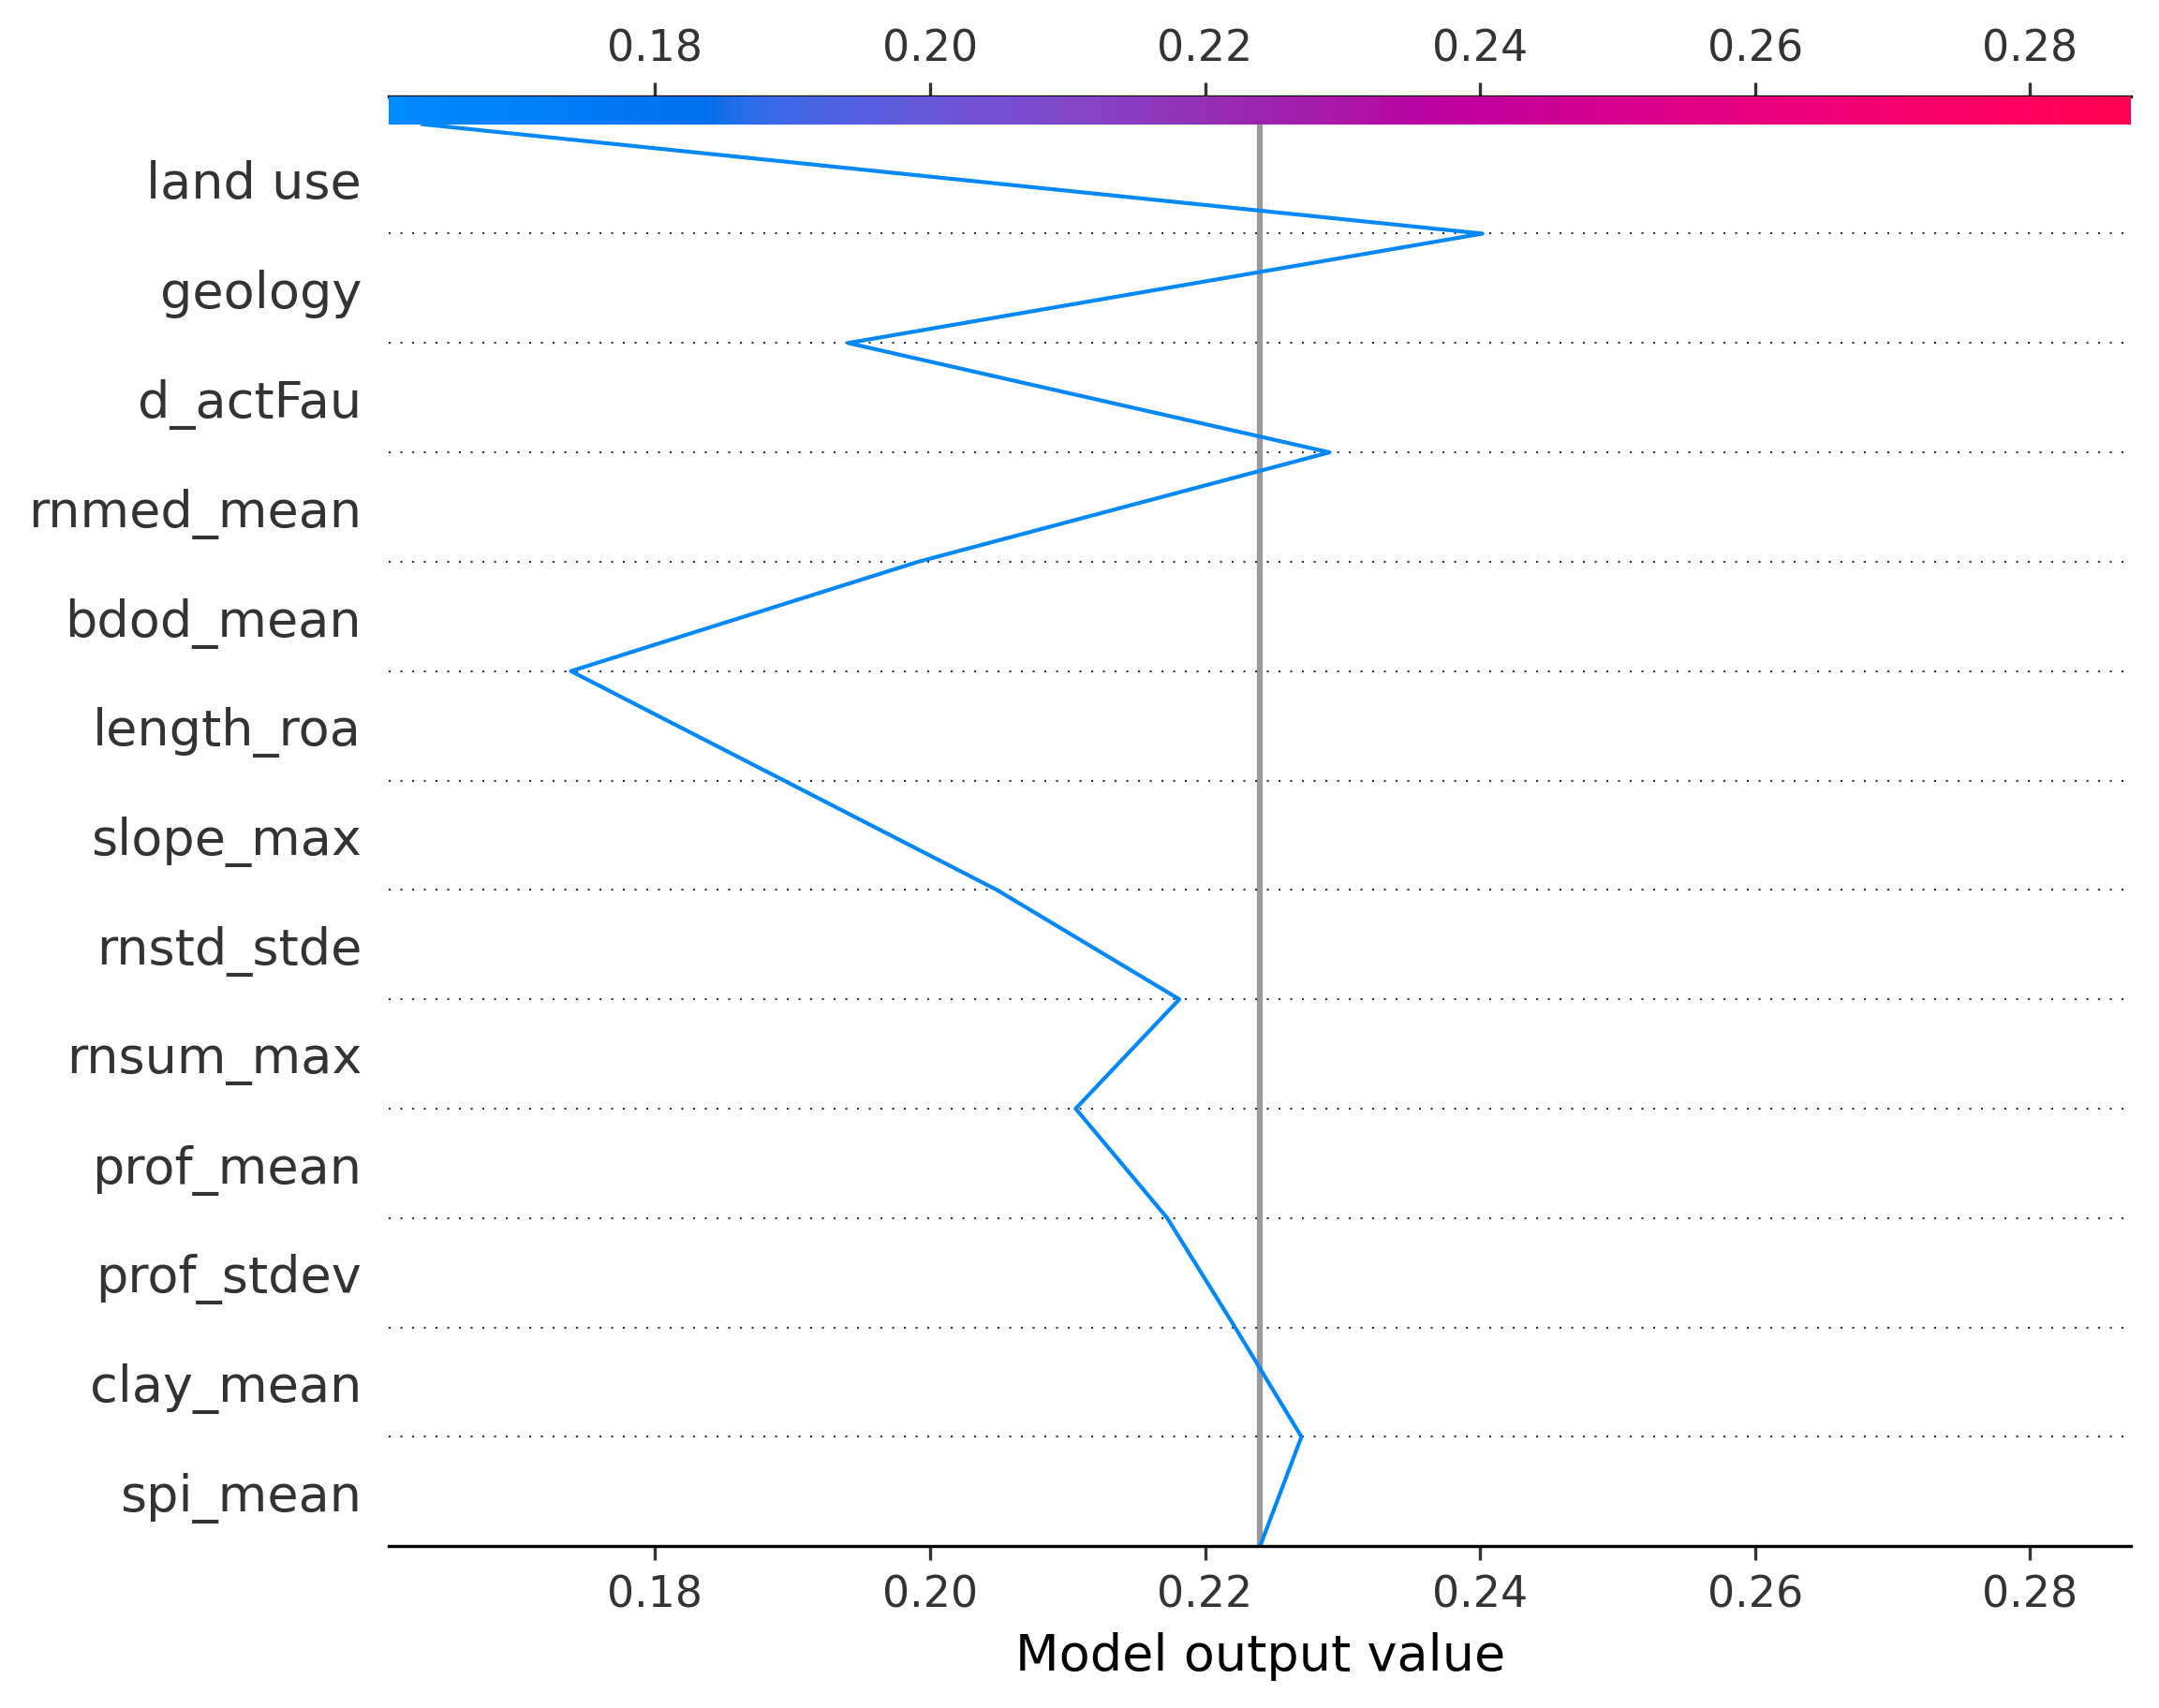 0.18 0.20 0.22 0.24 0.26 0.28
land use
geology
d_actFau
rnmed_mean
bdod_mean
length_roa
slope_max
rnstd_stde
rnsum_max
prof_mean
prof_stdev
clay_mean
spi_mean
0.18 0.20 0.22 0.24 0.26 0.28
Model output value